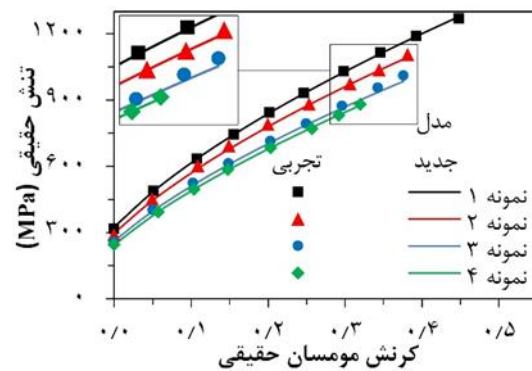 ۱۲۰۰
۹۰۰
۶۰۰
۳۰۰
۰
تنش حقیقی (MPa)
مدل
تجربی جدید
نمونه ۱
نمونه ۲
نمونه ۳
نمونه ۴
۰/۰ ۰/۱ ۰/۲ ۰/۳ ۰/۴ ۰/۵
کرنش مومسان حقیقی